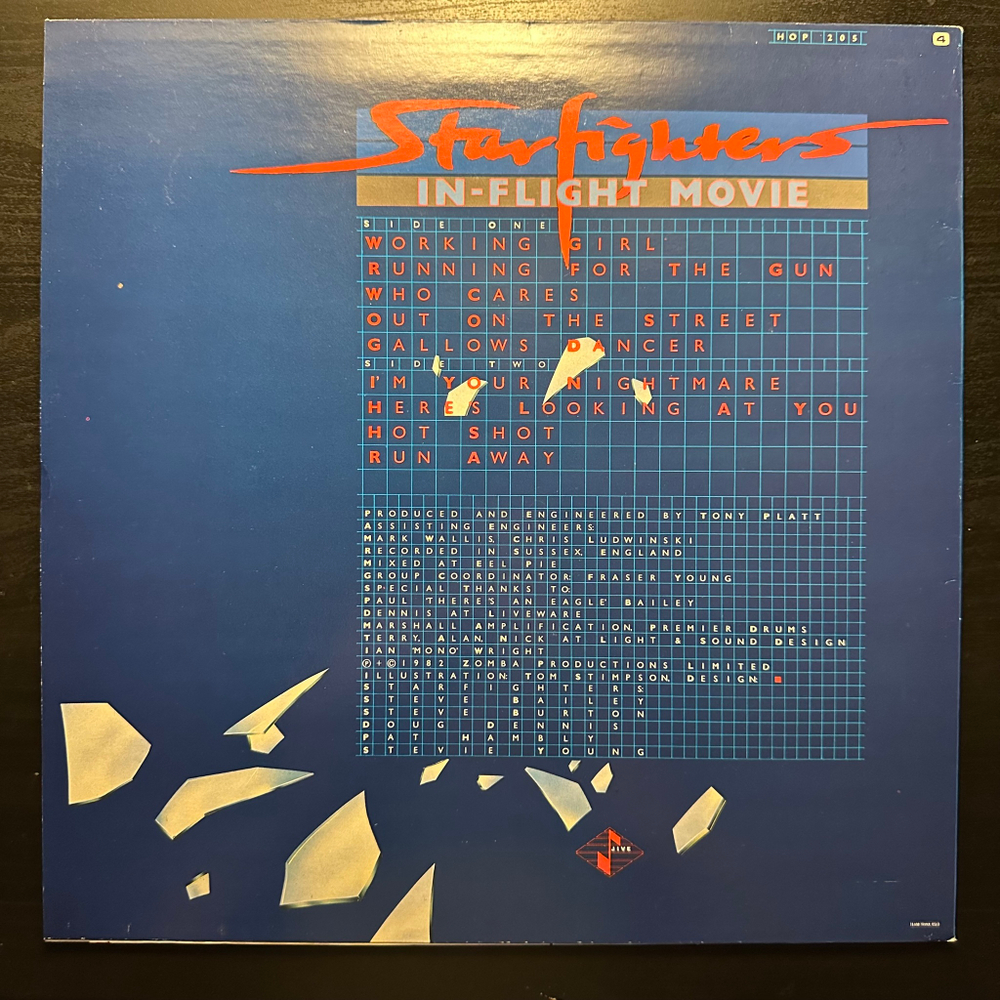 HOP 205
4
Starfighters
IN-FLIGHT MOVIE
SIDE ONE
WORKING GIRL
RUNNING FOR THE GUN
WHO CARES
OUT ON THE STREET
GALLOWS DANCER
SIDE TWO
I'M YOUR NIGHTMARE
HERE'S LOOKING AT YOU
HOT SHOT
RUN AWAY
PRODUCED AND ENGINEERED BY TONY PLATT
ASSISTING ENGINEERS:
MARK WALLIS, CHRIS LUDWINSKI
RECORDED IN SUSSEX, ENGLAND
MIXED AT EEL PIE
GROUP COORDINATOR: FRASER YOUNG
SPECIAL THANKS TO:
PAUL 'THERE'S AN EAGLE' BAILEY
DENNIS AT LIVEWARE
MARSHALL AMPLIFICATION, PREMIER DRUMS
TERRY, ALAN, NICK AT LIGHT & SOUND DESIGN
IAN 'MONO' WRIGHT
℗+©1982 ZOMBA PRODUCTIONS LIMITED
ILLUSTRATION: TOM STIMPSON, DESIGN:
STARFIGHTERS:
STEVE BAILEY
STEVE BURTON
DOUG DENNIS
PAT HAMBLY
STEVIE YOUNG
JIVE